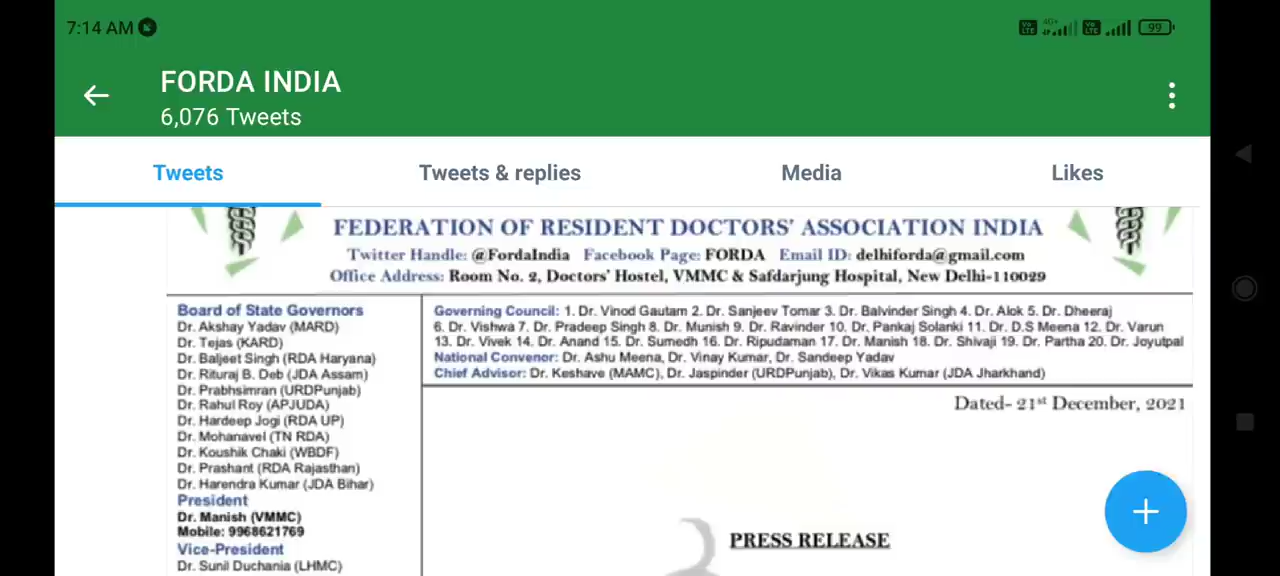 7:14 AM
99
FORDA INDIA
6,076 Tweets
Tweets
Tweets & replies
Media
Likes
FEDERATION OF RESIDENT DOCTORS' ASSOCIATION INDIA
Twitter Handle: @FordaIndia Facebook Page: FORDA Email ID: delhiforda@gmail.com
Office Address: Room No. 2, Doctors' Hostel, VMMC & Safdarjung Hospital, New Delhi-110029
Board of State Governors
Dr. Akshay Yadav (MARD)
Dr. Tejas (KARD)
Dr. Baljeet Singh (RDA Haryana)
Dr. Rituraj B. Deb (JDA Assam)
Dr. Prabhsimran (URDPunjab)
Dr. Rahul Roy (APJUDA)
Dr. Hardeep Jogi (RDA UP)
Dr. Mohanavel (TN RDA)
Dr. Koushik Chaki (WBDF)
Dr. Prashant (RDA Rajasthan)
Dr. Harendra Kumar (JDA Bihar)
President
Dr. Manish (VMMC)
Mobile: 9968621769
Vice-President
Dr. Sunil Duchania (LHMC)
Governing Council: 1. Dr. Vinod Gautam 2. Dr. Sanjeev Tomar 3. Dr. Balvinder Singh 4. Dr. Alok 5. Dr. Dheeraj
6. Dr. Vishwa 7. Dr. Pradeep Singh 8. Dr. Munish 9. Dr. Ravinder 10. Dr. Pankaj Solanki 11. Dr. D.S Meena 12. Dr. Varun
13. Dr. Vivek 14. Dr. Anand 15. Dr. Sumedh 16. Dr. Ripudaman 17. Dr. Manish 18. Dr. Shivaji 19. Dr. Partha 20. Dr. Joyutpal
National Convenor: Dr. Ashu Meena, Dr. Vinay Kumar, Dr. Sandeep Yadav
Chief Advisor: Dr. Keshave (MAMC), Dr. Jaspinder (URDPunjab), Dr. Vikas Kumar (JDA Jharkhand)
Dated- 21st December, 2021
PRESS RELEASE